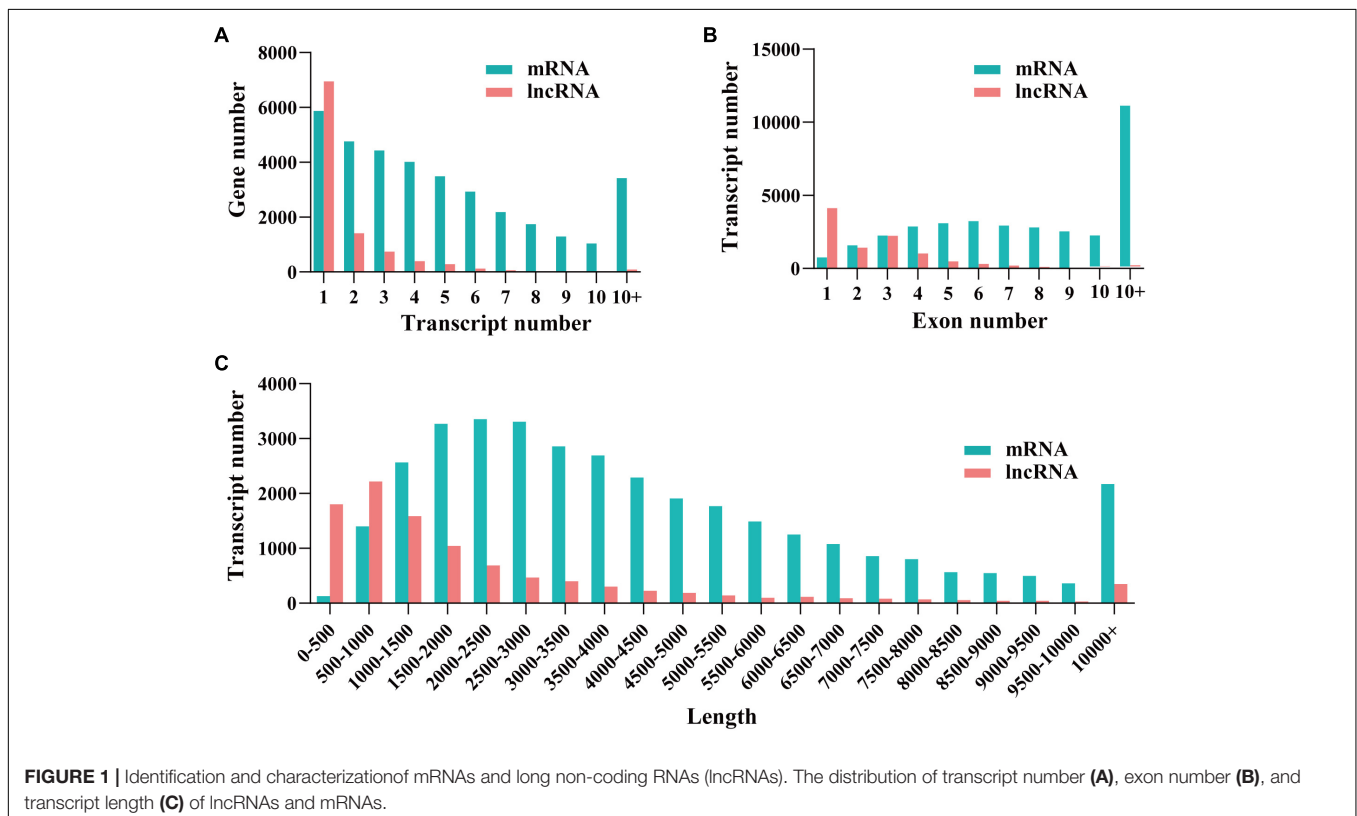 A
8000
6000
4000
2000
0
Gene number
mRNA
lncRNA
1 2 3 4 5 6 7 8 9 10 10+
Transcript number
B
15000
10000
5000
0
Transcript number
mRNA
lncRNA
1 2 3 4 5 6 7 8 9 10 10+
Exon number
C
4000
3000
2000
1000
0
Transcript number
mRNA
lncRNA
0-500
500-1000
1000-1500
1500-2000
2000-2500
2500-3000
3000-3500
3500-4000
4000-4500
4500-5000
5000-5500
5500-6000
6000-6500
6500-7000
7000-7500
7500-8000
8000-8500
8500-9000
9000-9500
9500-10000
10000+
Length
FIGURE 1 | Identification and characterizationof mRNAs and long non-coding RNAs (lncRNAs). The distribution of transcript number (A), exon number (B), and
transcript length (C) of lncRNAs and mRNAs.